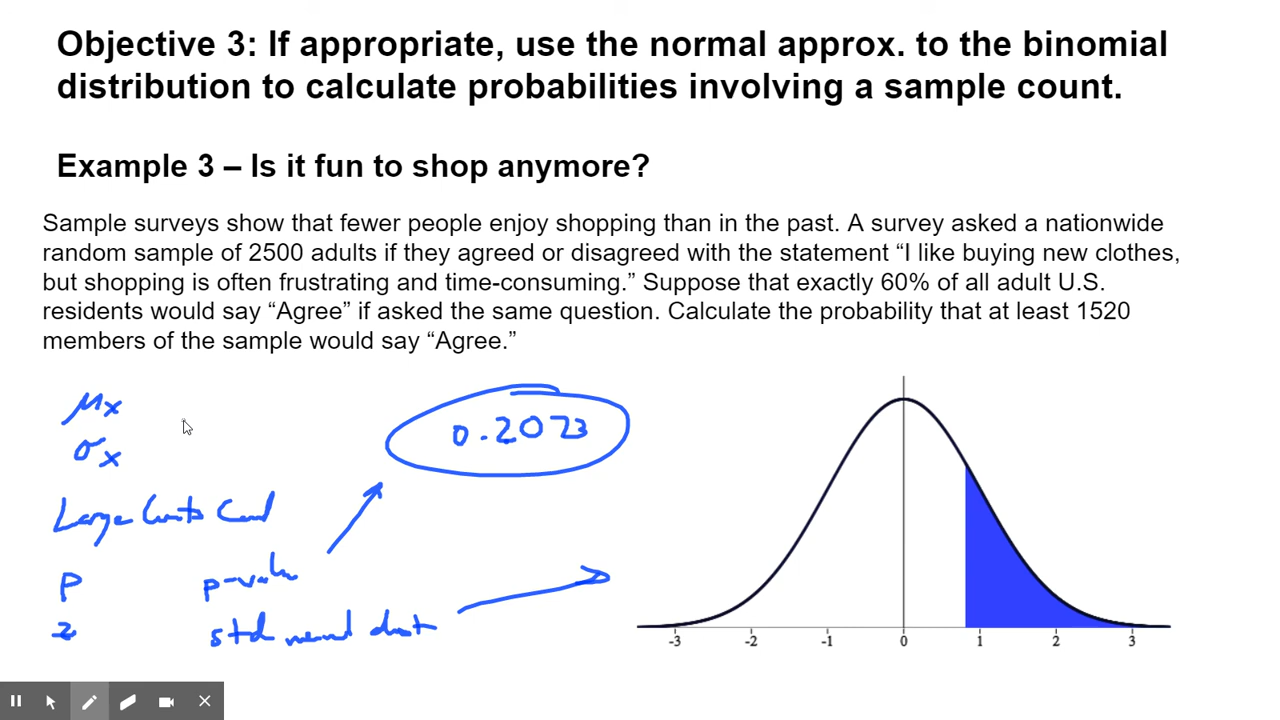 Objective 3: If appropriate, use the normal approx. to the binomial
distribution to calculate probabilities involving a sample count.
Example 3 – Is it fun to shop anymore?
Sample surveys show that fewer people enjoy shopping than in the past. A survey asked a nationwide
random sample of 2500 adults if they agreed or disagreed with the statement “I like buying new clothes,
but shopping is often frustrating and time-consuming.” Suppose that exactly 60% of all adult U.S.
residents would say “Agree” if asked the same question. Calculate the probability that at least 1520
members of the sample would say “Agree.”
μx
σx
Large Counts Cond
p
z
p-value
std normal dist
0.2023
-3 -2 -1 0 1 2 3